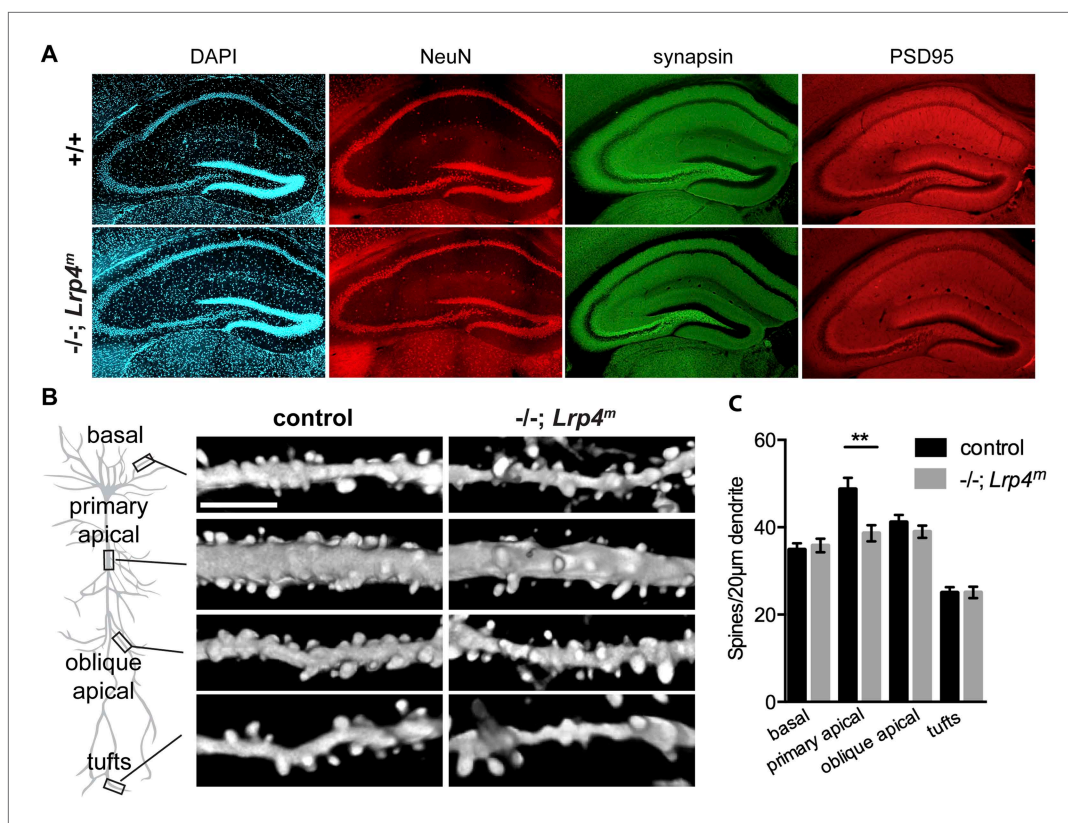 A
DAPI NeuN synapsin PSD95
+/+
-/-; Lrp4m
B
control -/-; Lrp4m
basal
primary
apical
oblique
apical
tufts
C
60
40
20
0
Spines/20µm dendrite
**
control
-/-; Lrp4m
basal
primary apical
oblique apical
tufts